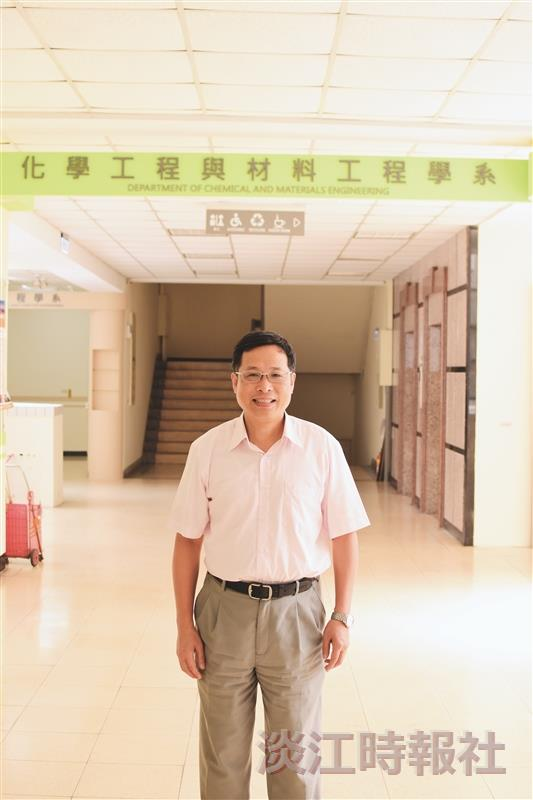 化學工程與材料工程學系
DEPARTMENT OF CHEMICAL AND MATERIALS ENGINEERING
程學系
淡江時報社